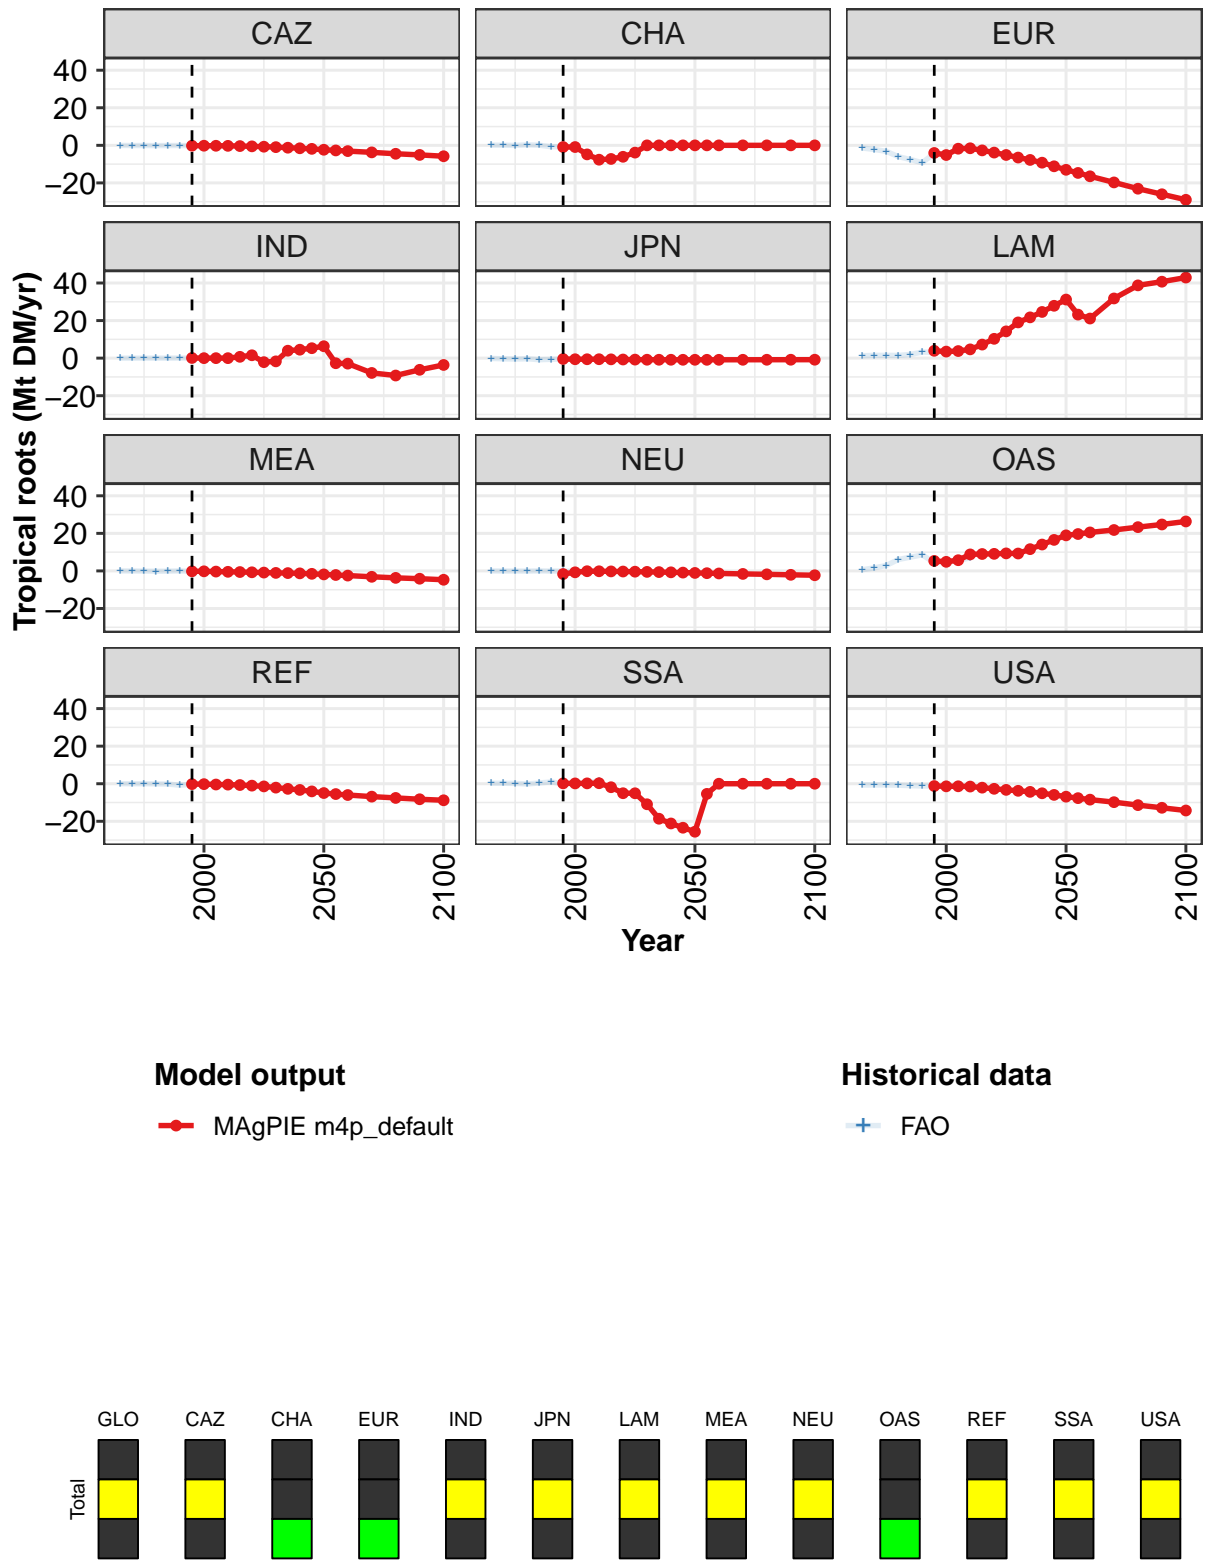 CAZ CHA EUR
40
20
0
−20
IND JPN LAM
40
20
0
−20
MEA NEU OAS
40
20
0
−20
REF SSA USA
40
20
0
−20
Tropical roots (Mt DM/yr)
2000 2050 2100 2000 2050 2100 2000 2050 2100
Year
Model output Historical data
MAgPIE m4p_default FAO
GLO CAZ CHA EUR IND JPN LAM MEA NEU OAS REF SSA USA
Total